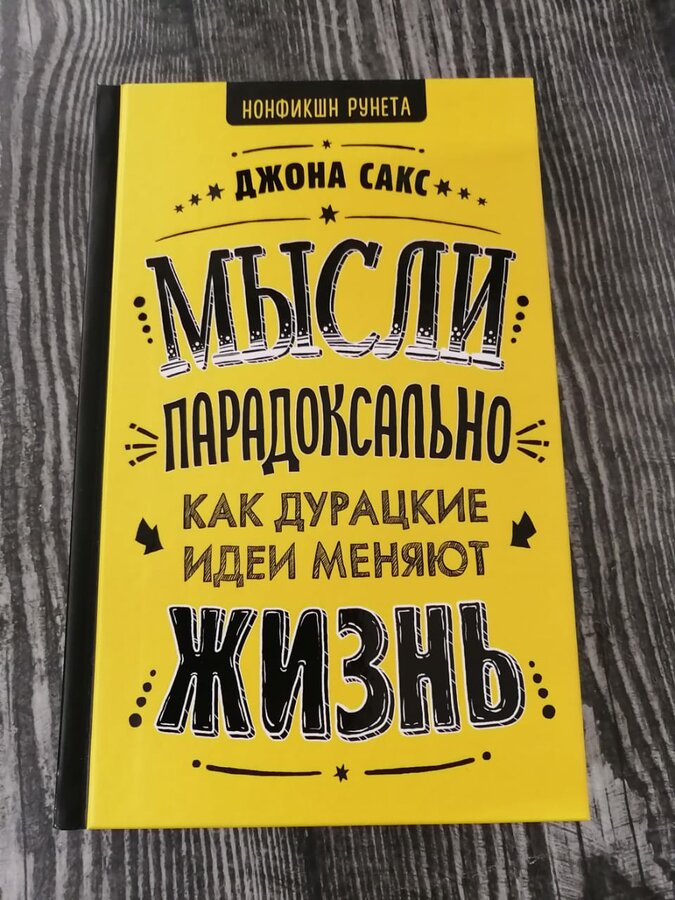 НОНФИКШН РУНЕТА
ДЖОНА САКС
МЫСЛИ
ПАРАДОКСАЛЬНО
КАК ДУРАЦКИЕ
ИДЕИ МЕНЯЮТ
ЖИЗНЬ